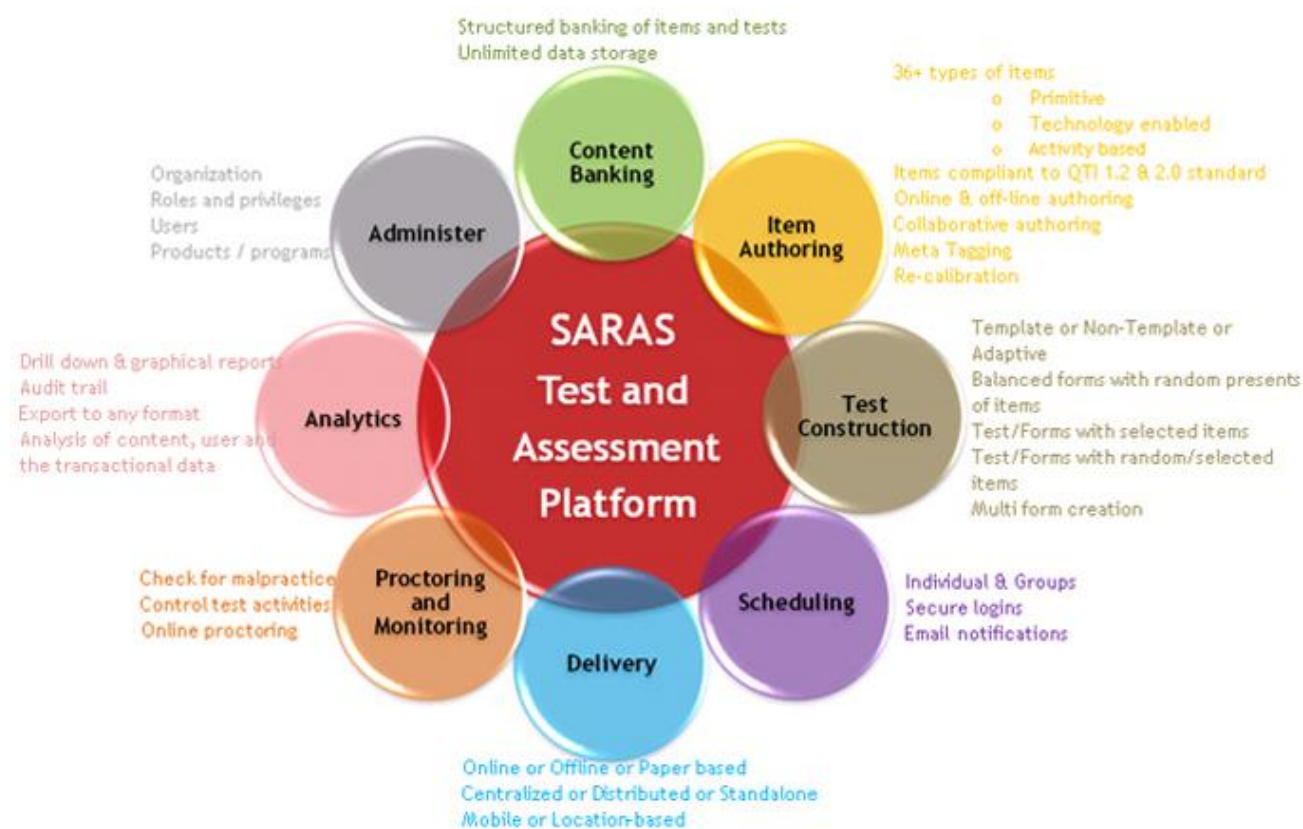 Structured banking of items and tests
Unlimited data storage
Content
Banking
36+ types of items
o Primitive
o Technology enabled
o Activity based
Items compliant to QTI 1.2 & 2.0 standard
Online & off-line authoring
Collaborative authoring
Meta Tagging
Re-calibration
Item
Authoring
Organization
Roles and privileges
Users
Products / programs
Administer
SARAS
Test and
Assessment
Platform
Template or Non-Template or
Adaptive
Balanced forms with random presents
of items
Test/Forms with selected items
Test/Forms with random/selected
items
Multi form creation
Test
Construction
Drill down & graphical reports
Audit trail
Export to any format
Analysis of content, user and
the transactional data
Analytics
Check for malpractice
Control test activities
Online proctoring
Proctoring
and
Monitoring
Scheduling
Individual & Groups
Secure logins
Email notifications
Delivery
Online or Offline or Paper based
Centralized or Distributed or Standalone
Mobile or Location-based